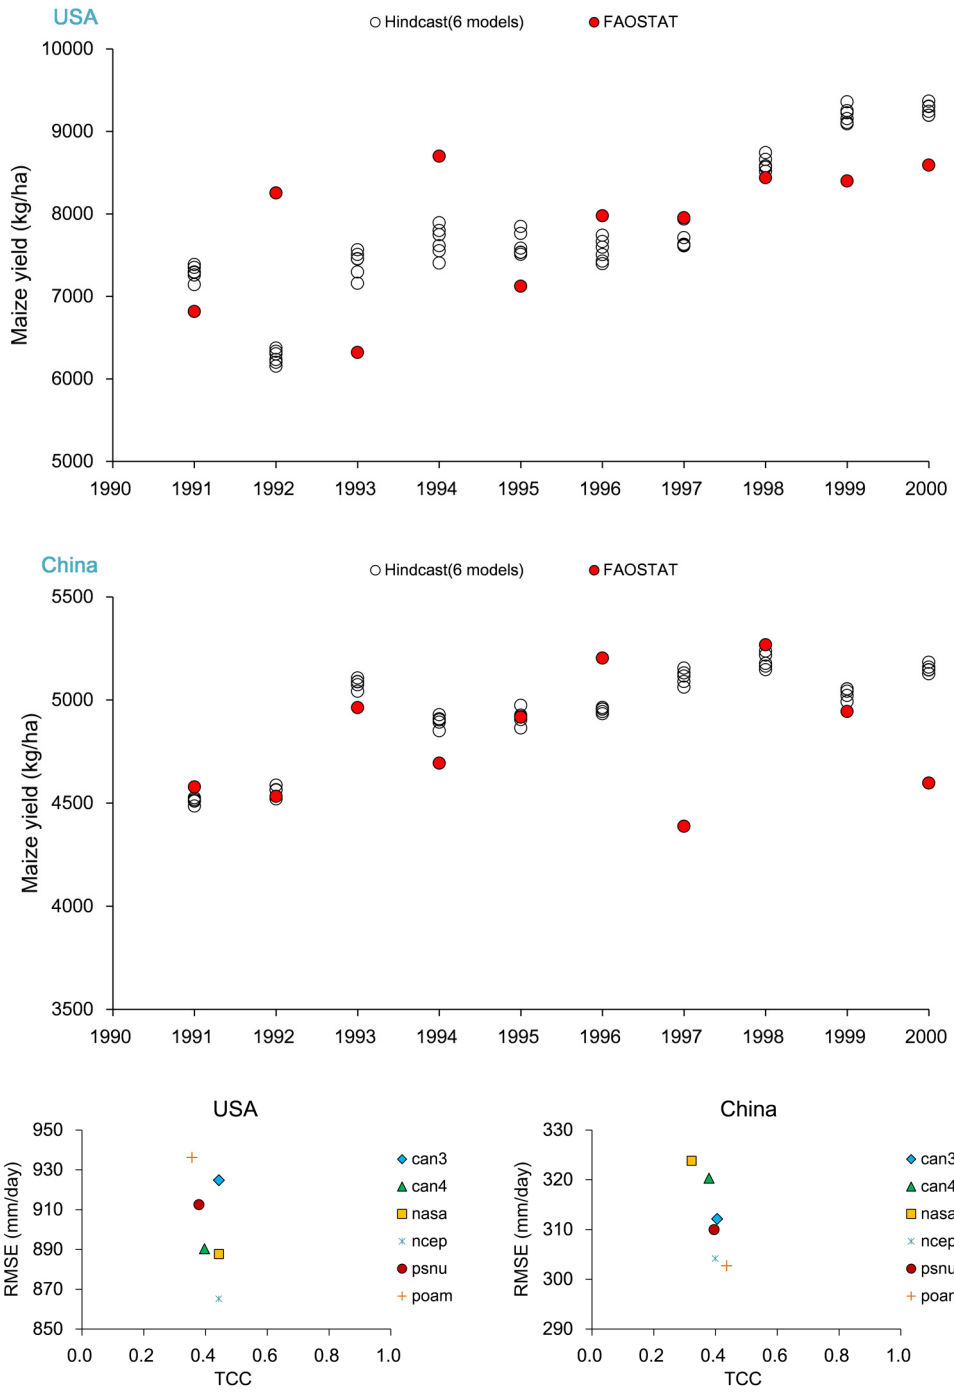 USA
Hindcast(6 models) FAOSTAT
Maize yield (kg/ha)
10000
9000
8000
7000
6000
5000
1990 1991 1992 1993 1994 1995 1996 1997 1998 1999 2000
China
Hindcast(6 models) FAOSTAT
Maize yield (kg/ha)
5500
5000
4500
4000
3500
1990 1991 1992 1993 1994 1995 1996 1997 1998 1999 2000
USA
RMSE (mm/day)
950
930
910
890
870
850
0.0 0.2 0.4 0.6 0.8 1.0
TCC
can3
can4
nasa
ncep
psnu
poam
China
RMSE (mm/day)
330
320
310
300
290
0.0 0.2 0.4 0.6 0.8 1.0
TCC
can3
can4
nasa
ncep
psnu
poam